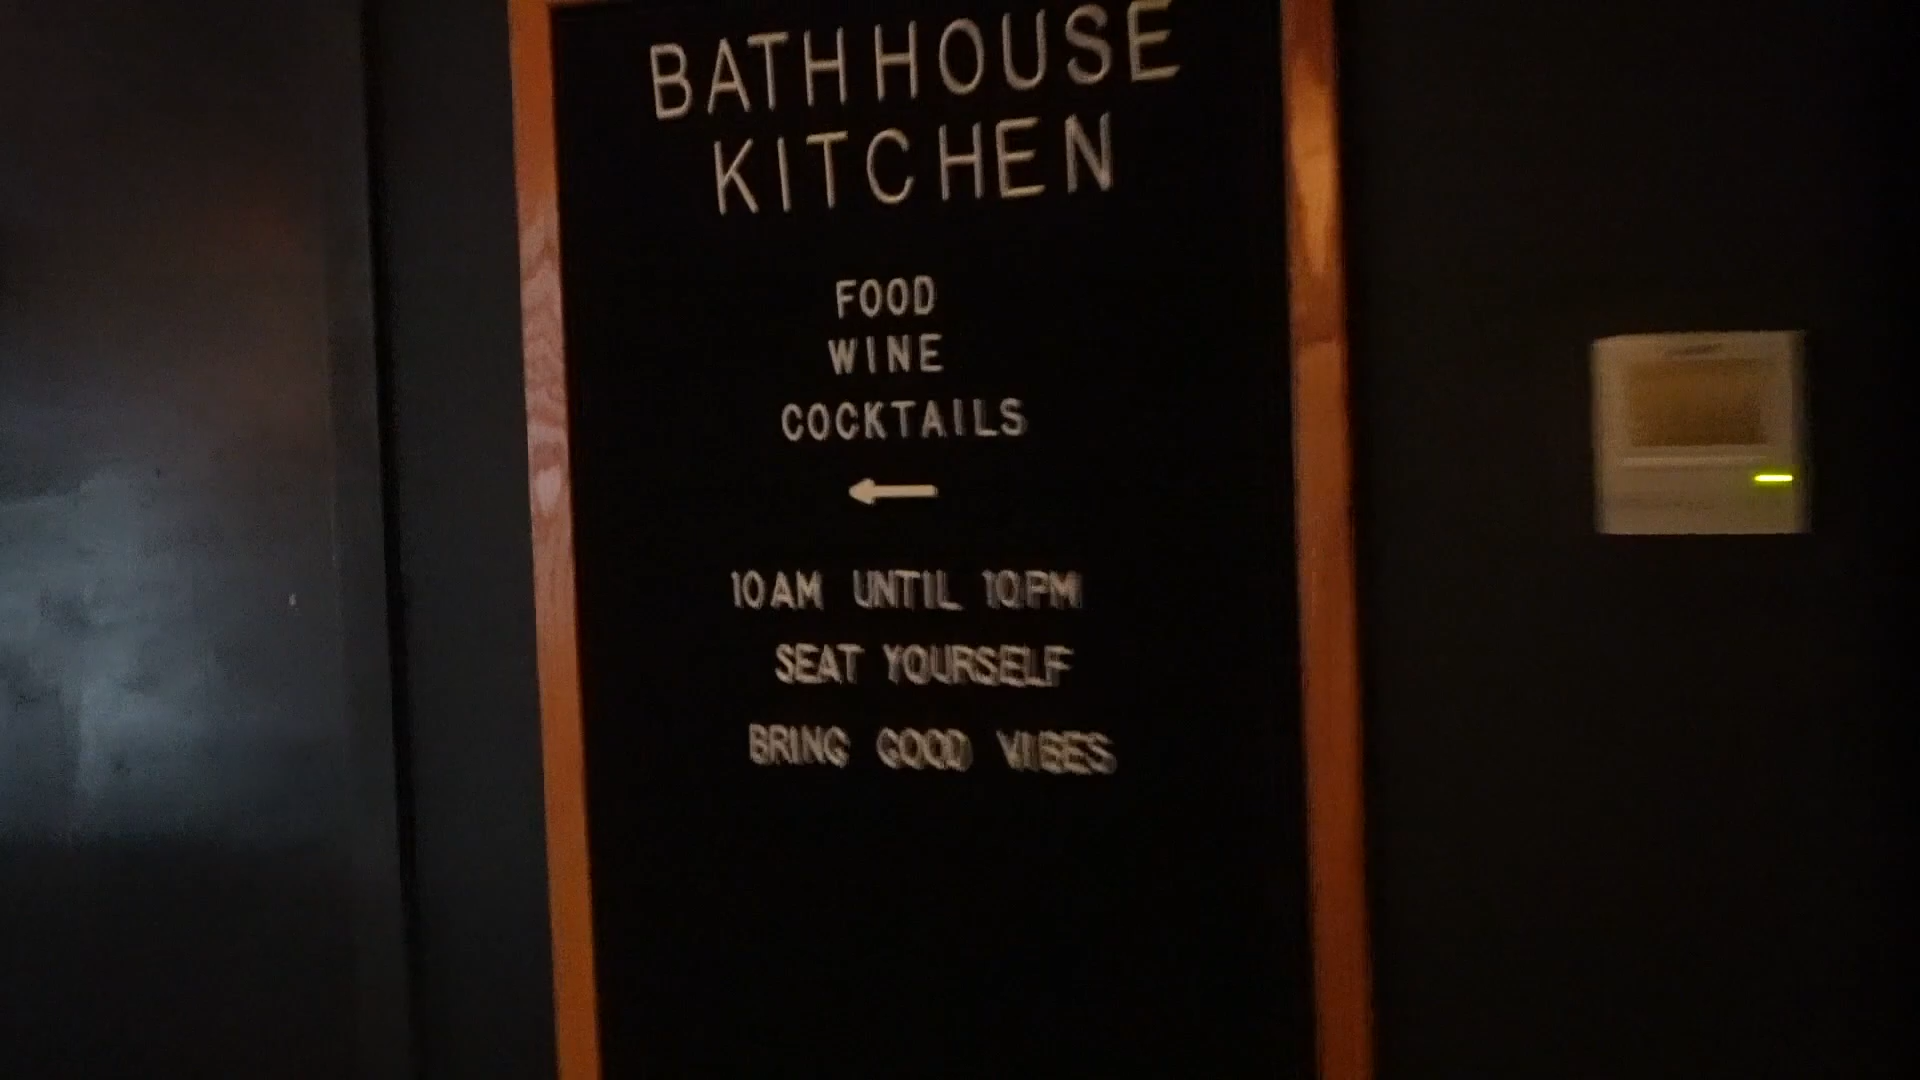 BATHHOUSE
KITCHEN
FOOD
WINE
COCKTAILS
←
10AM UNTIL 10PM
SEAT YOURSELF
BRING GOOD VIBES